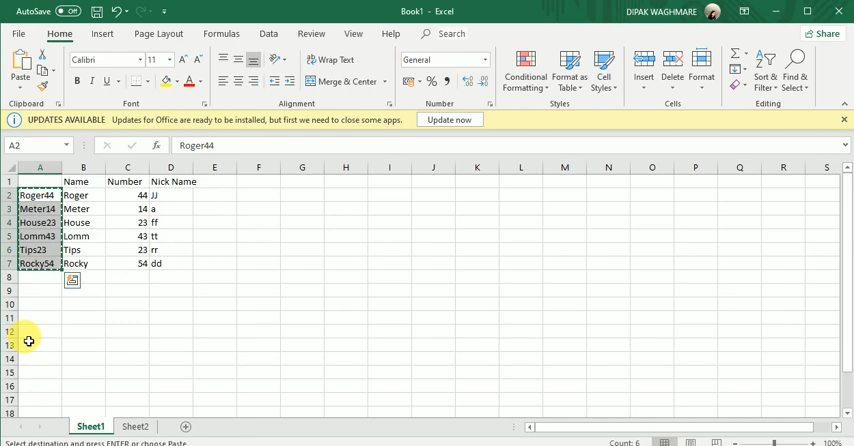 AutoSave Off Book1 - Excel DIPAK WAGHMARE
File Home Insert Page Layout Formulas Data Review View Help Search Share
Paste Calibri 11 A A Wrap Text General Conditional Formatting Format as Table Cell Styles Insert Delete Format Sort & Filter Find & Select
B I U A Merge & Center % ,
Clipboard Font Alignment Number Styles Cells Editing
UPDATES AVAILABLE Updates for Office are ready to be installed, but first we need to close some apps. Update now
A2 fx Roger44
A B C D E F G H I J K L M N O P Q R S
1 Name Number Nick Name
2 Roger44 Roger 44 JJ
3 Meter14 Meter 14 a
4 House23 House 23 ff
5 Lomm43 Lomm 43 tt
6 Tips23 Tips 23 rr
7 Rocky54 Rocky 54 dd
8
9
10
11
12
13
14
15
16
17
18
Sheet1 Sheet2
Select destination and press ENTER or choose Paste Count: 6 100%